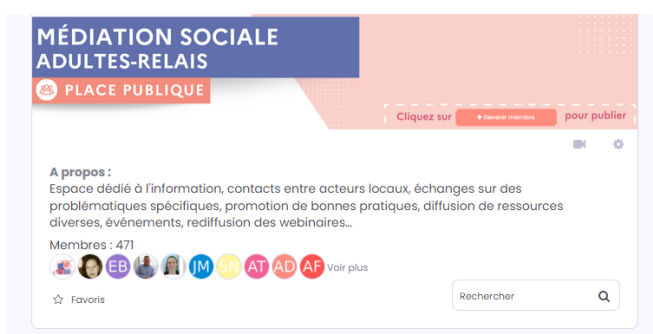 MÉDIATION SOCIALE
ADULTES-RELAIS
PLACE PUBLIQUE
Cliquez sur + Devenir membre pour publier
A propos :
Espace dédié à l'information, contacts entre acteurs locaux, échanges sur des
problématiques spécifiques, promotion de bonnes pratiques, diffusion de ressources
diverses, événements, rediffusion des webinaires...
Membres : 471
EB JM SN AT AD AF Voir plus
Favoris
Rechercher